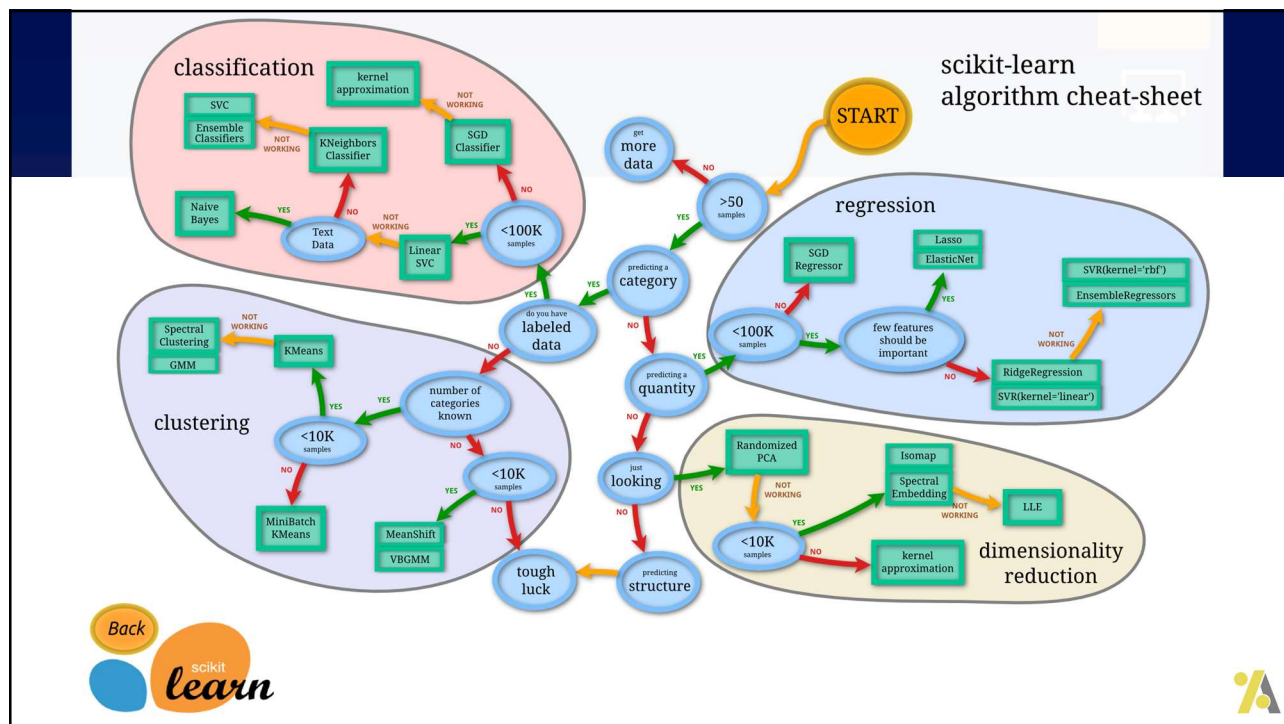 scikit-learn
algorithm cheat-sheet
START
get
more
data
NO
>50
samples
YES
predicting a
category
YES
NO
do you have
labeled
data
YES
NO
predicting a
quantity
YES
NO
just
looking
YES
NO
predicting
structure
tough
luck
classification
kernel
approximation
NOT
WORKING
SGD
Classifier
NO
<100K
samples
YES
Linear
SVC
NOT
WORKING
Text
Data
YES
Naive
Bayes
NO
KNeighbors
Classifier
NOT
WORKING
SVC
Ensemble
Classifiers
regression
<100K
samples
NO
SGD
Regressor
YES
few features
should be
important
YES
Lasso
ElasticNet
NO
RidgeRegression
SVR(kernel='linear')
NOT
WORKING
SVR(kernel='rbf')
EnsembleRegressors
clustering
number of
categories
known
YES
NO
<10K
samples
YES
KMeans
NOT
WORKING
Spectral
Clustering
GMM
NO
MiniBatch
KMeans
<10K
samples
YES
MeanShift
VBGMM
NO
dimensionality
reduction
Randomized
PCA
NOT
WORKING
<10K
samples
YES
Isomap
Spectral
Embedding
NOT
WORKING
LLE
NO
kernel
approximation
Back
scikit
learn